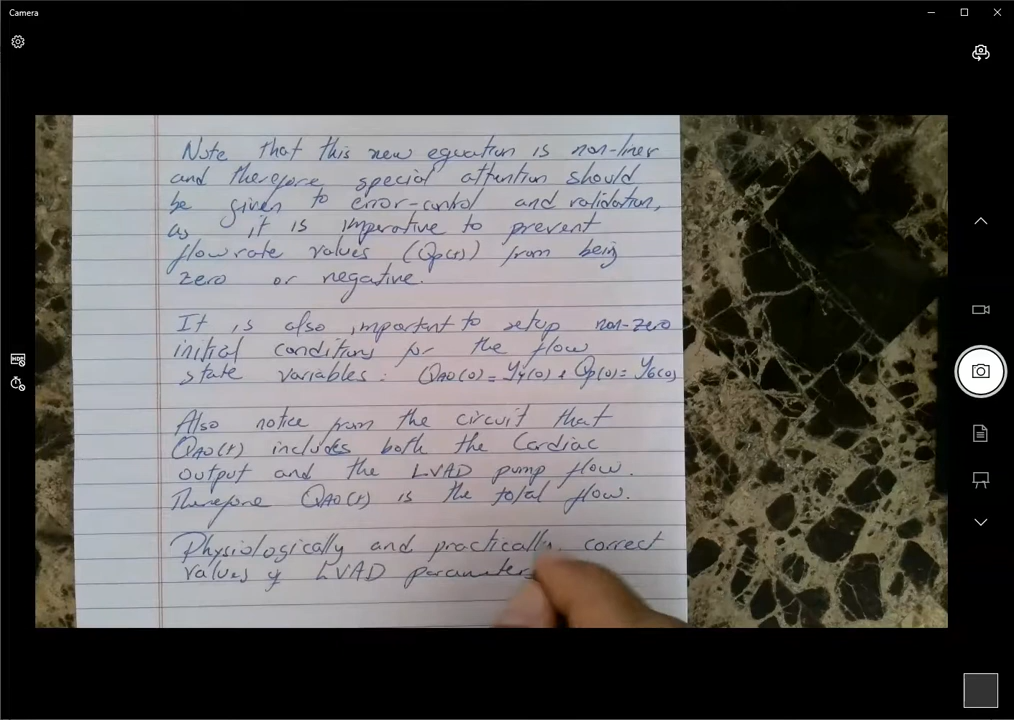 Camera
Note that this new equation is non-liner
and therefore special attention should
be given to error-control and validation,
as it is imperative to prevent
flowrate values (Qp(t)) from being
zero or negative.
It is also important to setup non-zero
initial conditions for the flow
state variables: QAO(0) = Y4(0) & Qp(0) = Y6(0)
Also notice from the circuit that
QAO(t) includes both the Cardiac
output and the LVAD pump flow.
Therefore QAO(t) is the total flow.
Physiologically and practically correct
values of LVAD parameters